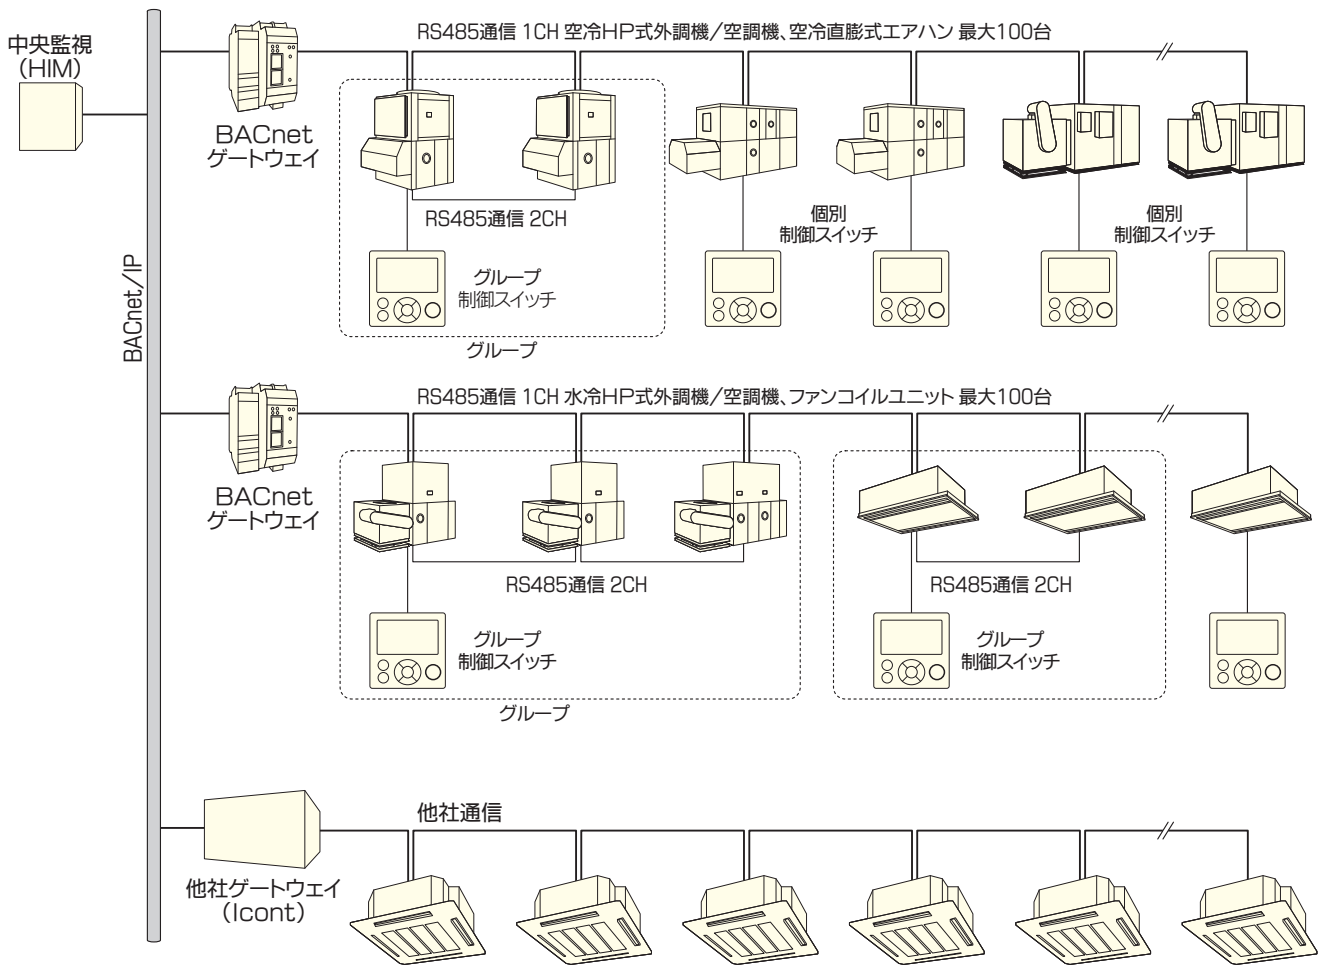 中央監視
(HIM)
BACnet/IP
RS485通信 1CH 空冷HP式外調機/空調機、空冷直膨式エアハン 最大100台
BACnet
ゲートウェイ
RS485通信 2CH
グループ
制御スイッチ
グループ
個別
制御スイッチ
個別
制御スイッチ
RS485通信 1CH 水冷HP式外調機/空調機、ファンコイルユニット 最大100台
BACnet
ゲートウェイ
RS485通信 2CH
グループ
制御スイッチ
グループ
RS485通信 2CH
グループ
制御スイッチ
他社通信
他社ゲートウェイ
(Icont)